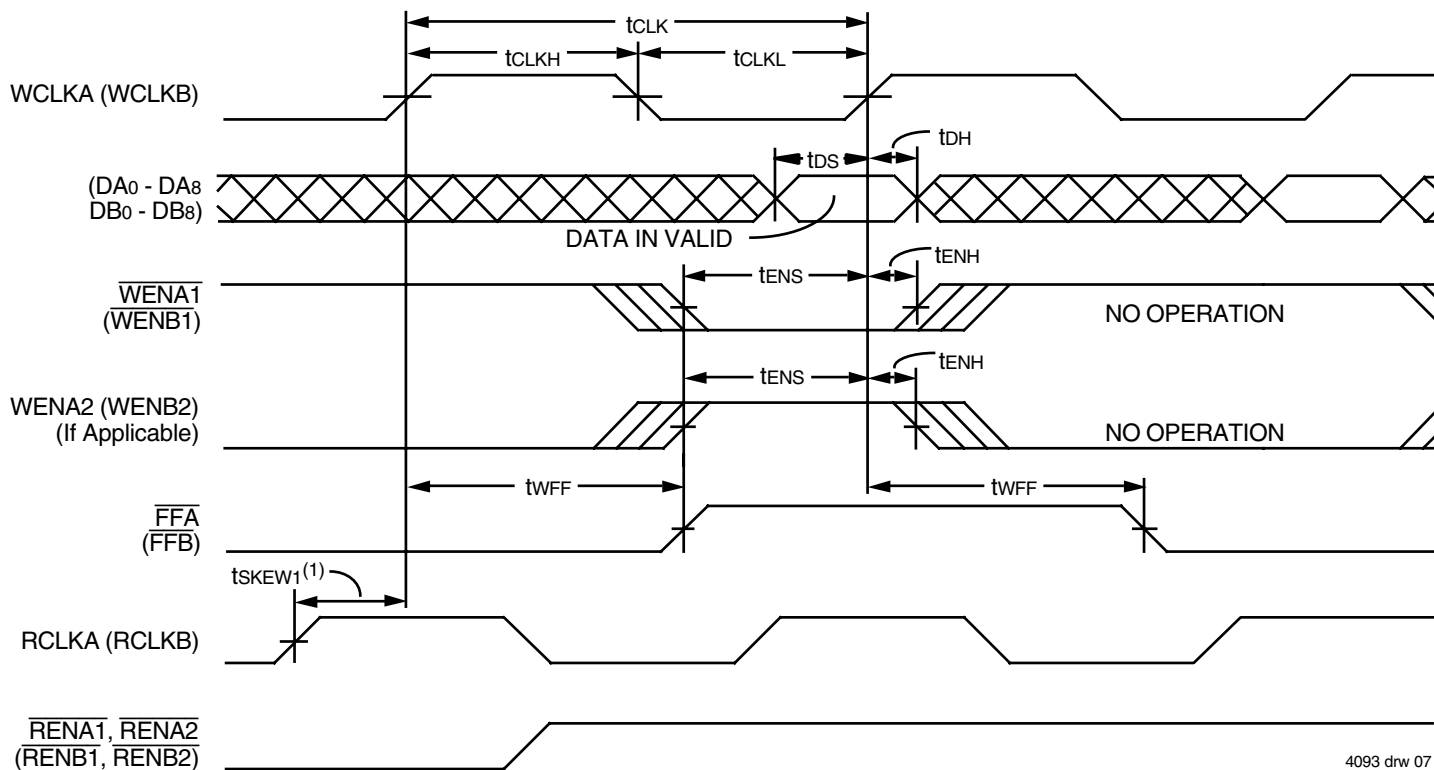 tCLK
tCLKH
tCLKL
WCLKA (WCLKB)
tDH
tDS
(DA0 - DA8
DB0 - DB8)
DATA IN VALID
tENH
tENS
WENA1
(WENB1)
NO OPERATION
tENH
tENS
WENA2 (WENB2)
(If Applicable)
NO OPERATION
tWFF
tWFF
FFA
(FFB)
tSKEW1(1)
RCLKA (RCLKB)
RENA1, RENA2
(RENB1, RENB2)
4093 drw 07